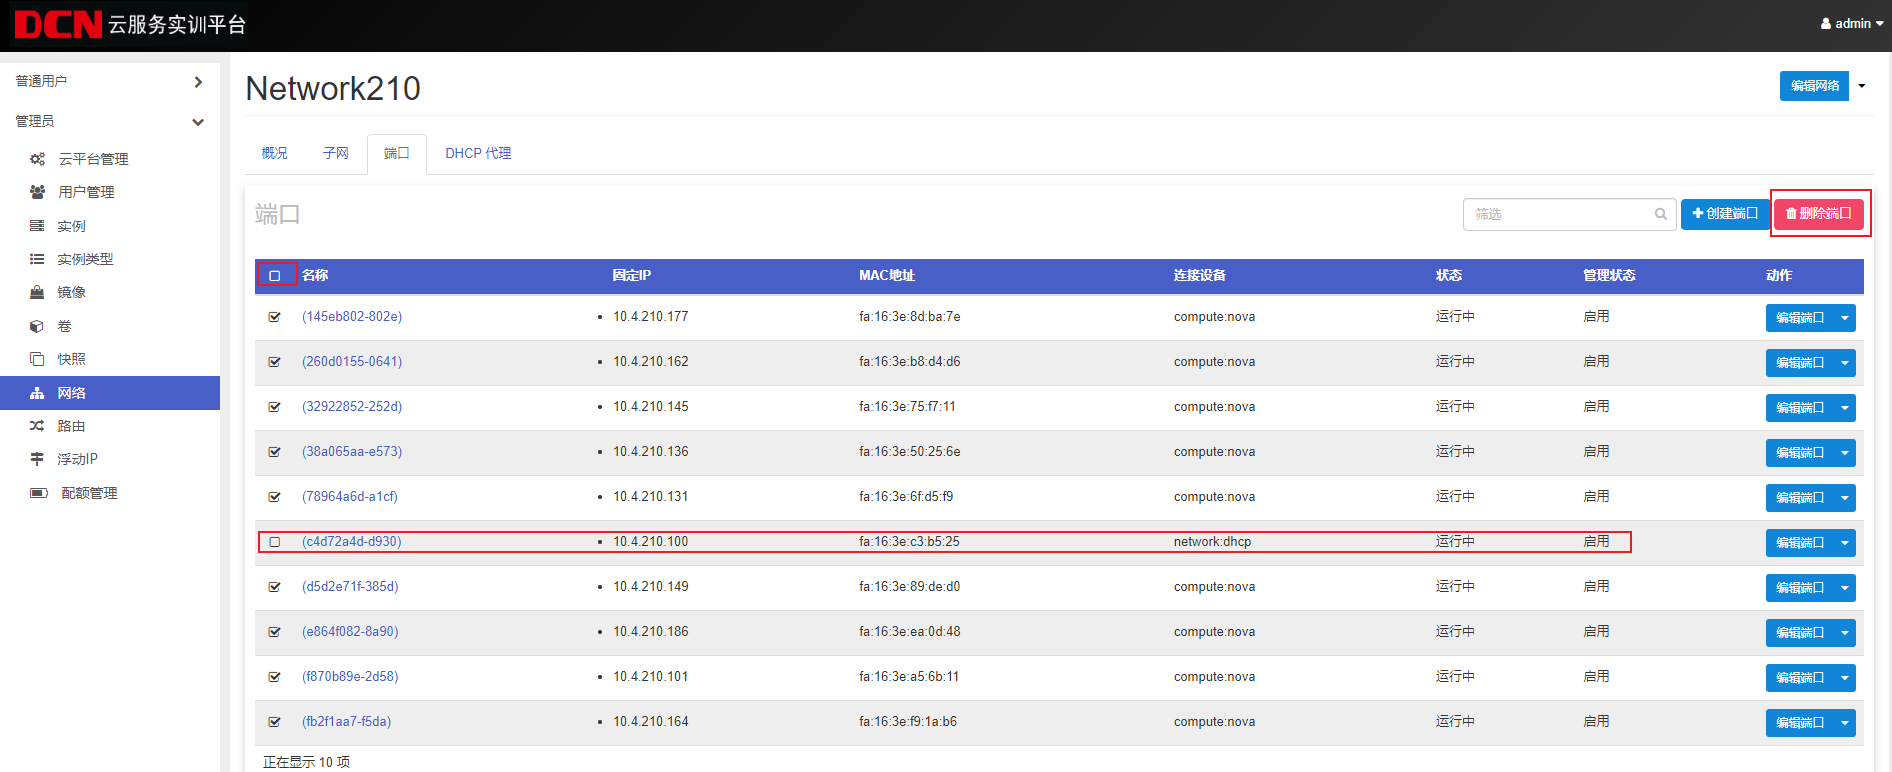 DCN 云服务实训平台
admin
普通用户
管理员
云平台管理
用户管理
实例
实例类型
镜像
卷
快照
网络
路由
浮动IP
配额管理
Network210
编辑网络
概况 子网 端口 DHCP 代理
端口
筛选 创建端口 删除端口
名称 固定IP MAC地址 连接设备 状态 管理状态 动作
(145eb802-802e) 10.4.210.177 fa:16:3e:8d:ba:7e compute:nova 运行中 启用 编辑端口
(260d0155-0641) 10.4.210.162 fa:16:3e:b8:d4:d6 compute:nova 运行中 启用 编辑端口
(32922852-252d) 10.4.210.145 fa:16:3e:75:f7:11 compute:nova 运行中 启用 编辑端口
(38a065aa-e573) 10.4.210.136 fa:16:3e:50:25:6e compute:nova 运行中 启用 编辑端口
(78964a6d-a1cf) 10.4.210.131 fa:16:3e:6f:d5:f9 compute:nova 运行中 启用 编辑端口
(c4d72a4d-d930) 10.4.210.100 fa:16:3e:c3:b5:25 network:dhcp 运行中 启用 编辑端口
(d5d2e71f-385d) 10.4.210.149 fa:16:3e:89:de:d0 compute:nova 运行中 启用 编辑端口
(e864f082-8a90) 10.4.210.186 fa:16:3e:ea:0d:48 compute:nova 运行中 启用 编辑端口
(f870b89e-2d58) 10.4.210.101 fa:16:3e:a5:6b:11 compute:nova 运行中 启用 编辑端口
(fb2f1aa7-f5da) 10.4.210.164 fa:16:3e:f9:1a:b6 compute:nova 运行中 启用 编辑端口
正在显示 10 项